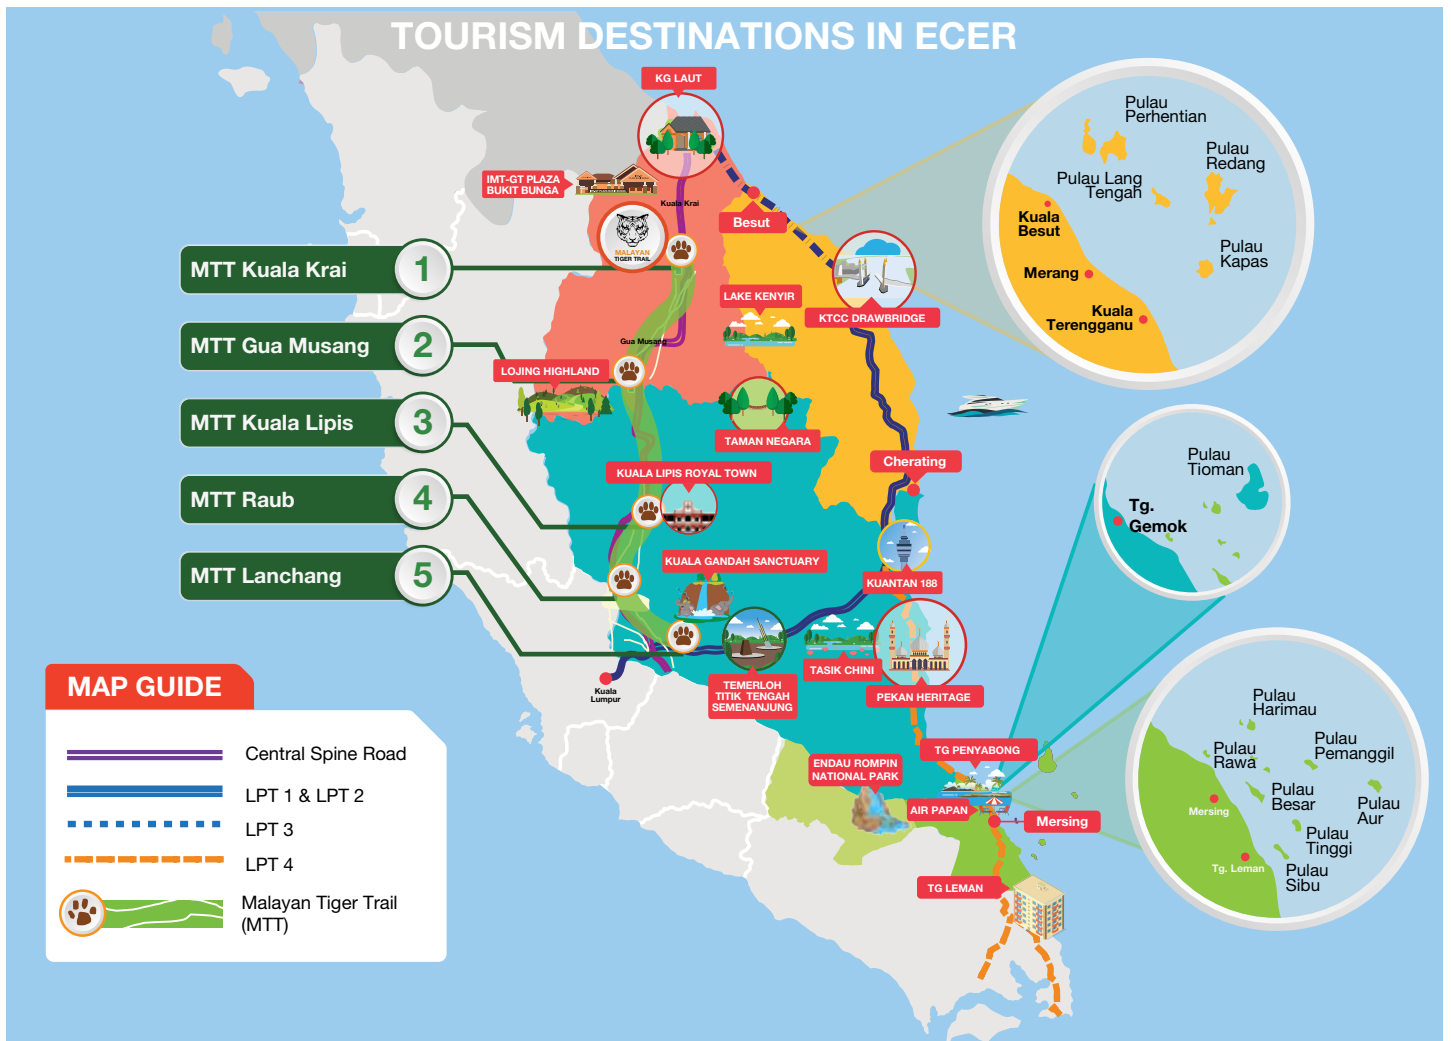 TOURISM DESTINATIONS IN ECER
KG LAUT
IMT-GT PLAZA
BUKIT BUNGA
Kuala Krai
MALAYAN
TIGER TRAIL
Besut
LAKE KENYIR
KTCC DRAWBRIDGE
Gua Musang
LOJING HIGHLAND
TAMAN NEGARA
Cherating
KUALA LIPIS ROYAL TOWN
KUALA GANDAH SANCTUARY
KUANTAN 188
TEMERLOH
TITIK TENGAH
SEMENANJUNG
TASIK CHINI
PEKAN HERITAGE
Kuala
Lumpur
TG PENYABONG
ENDAU ROMPIN
NATIONAL PARK
AIR PAPAN
Mersing
TG LEMAN
MTT Kuala Krai
1
MTT Gua Musang
2
MTT Kuala Lipis
3
MTT Raub
4
MTT Lanchang
5
MAP GUIDE
Central Spine Road
LPT 1 & LPT 2
LPT 3
LPT 4
Malayan Tiger Trail
(MTT)
Pulau
Perhentian
Pulau
Redang
Pulau Lang
Tengah
Kuala
Besut
Pulau
Kapas
Merang
Kuala
Terengganu
Pulau
Tioman
Tg.
Gemok
Pulau
Harimau
Pulau
Rawa
Pulau
Pemanggil
Pulau
Besar
Pulau
Aur
Mersing
Pulau
Tinggi
Tg. Leman
Pulau
Sibu